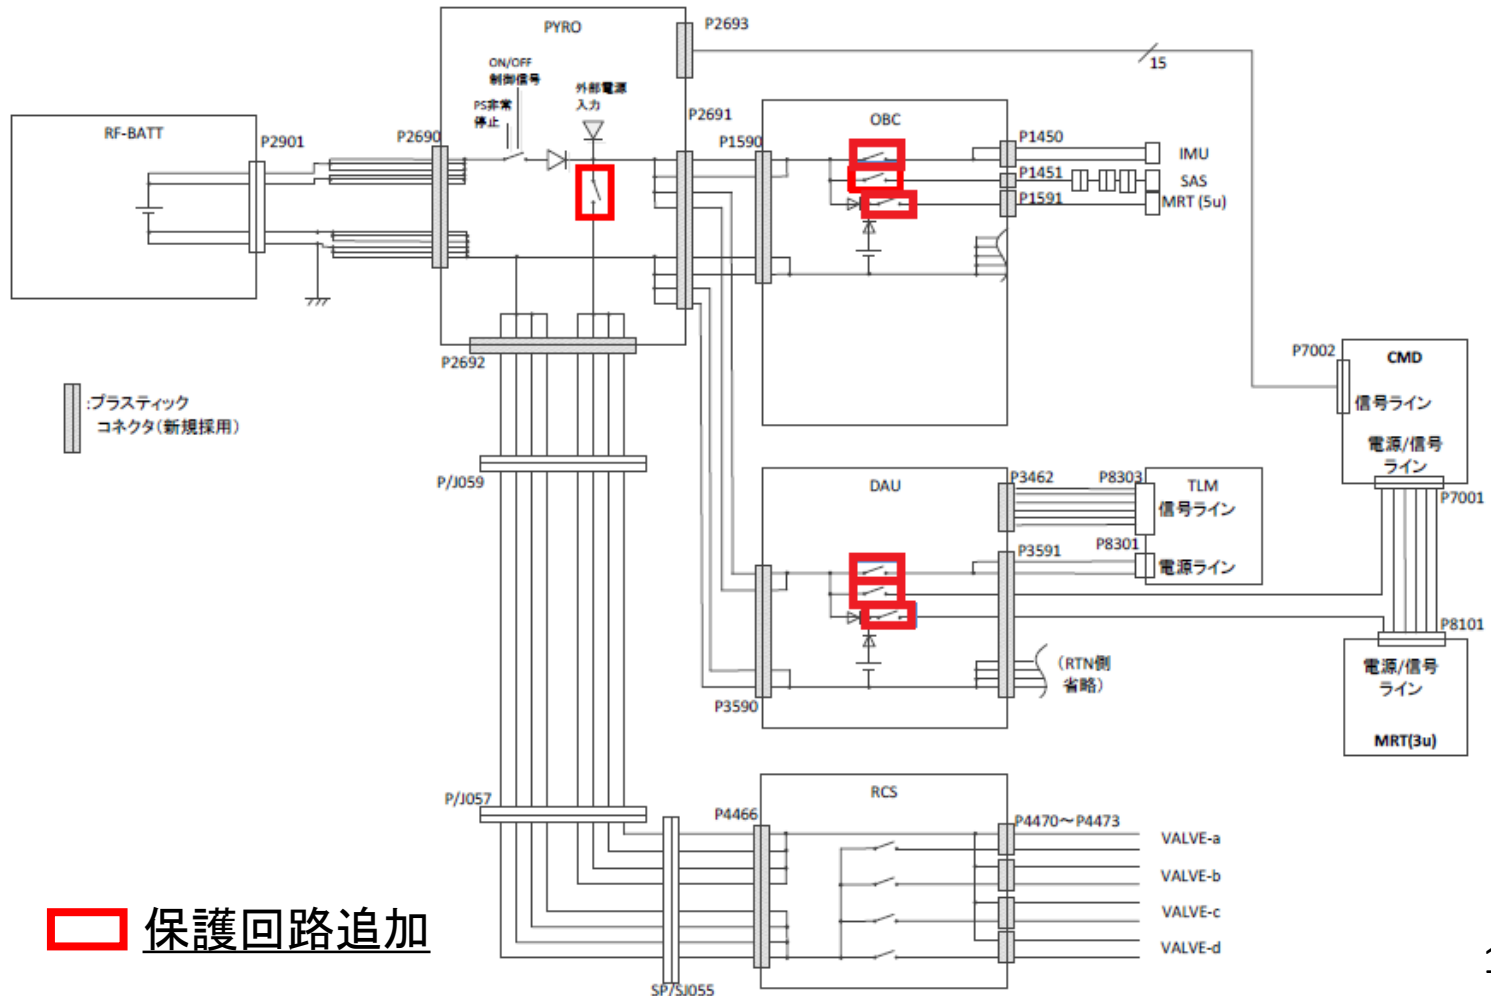 PYRO
P2693
15
ON/OFF
制御信号
PS非常
停止
外部電源
入力
RF-BATT
P2901
P2690
P2691
P1590
OBC
P1450
IMU
P1451
SAS
P1591
MRT (5u)
P2692
:プラスティック
コネクタ(新規採用)
P7002
CMD
信号ライン
電源/信号
ライン
P7001
P/J059
DAU
P3462
P8303
TLM
信号ライン
P3591
P8301
電源ライン
P8101
電源/信号
ライン
MRT(3u)
(RTN側
省略)
P3590
P/J057
P4466
RCS
P4470～P4473
VALVE-a
VALVE-b
VALVE-c
VALVE-d
保護回路追加
SP/SJ055